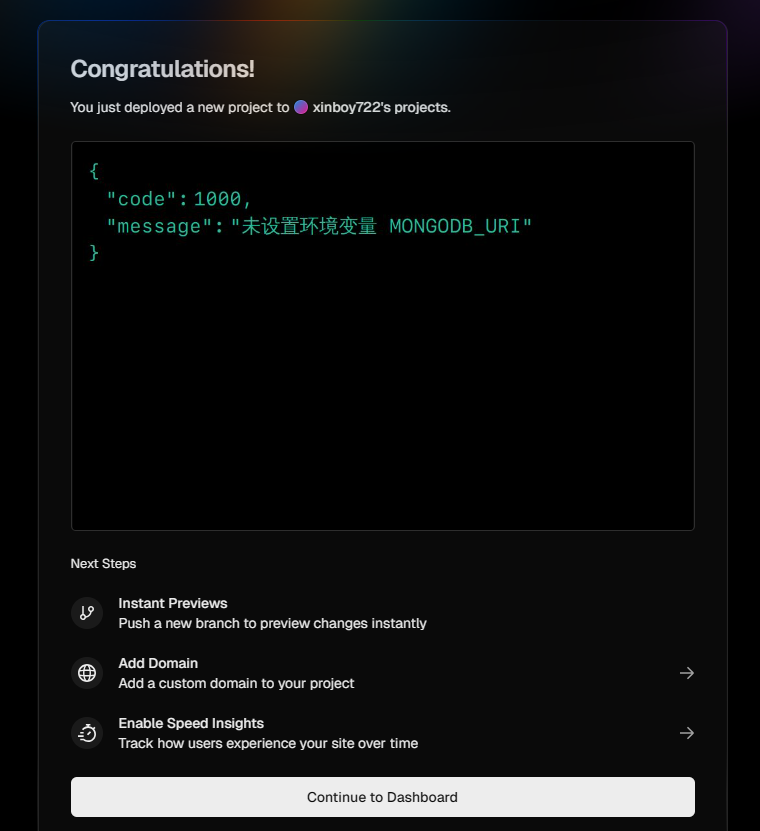 Congratulations!
You just deployed a new project to xinboy722's projects.
{
"code": 1000,
"message": "未设置环境变量 MONGODB_URI"
}
Next Steps
Instant Previews
Push a new branch to preview changes instantly
Add Domain
Add a custom domain to your project
Enable Speed Insights
Track how users experience your site over time
Continue to Dashboard